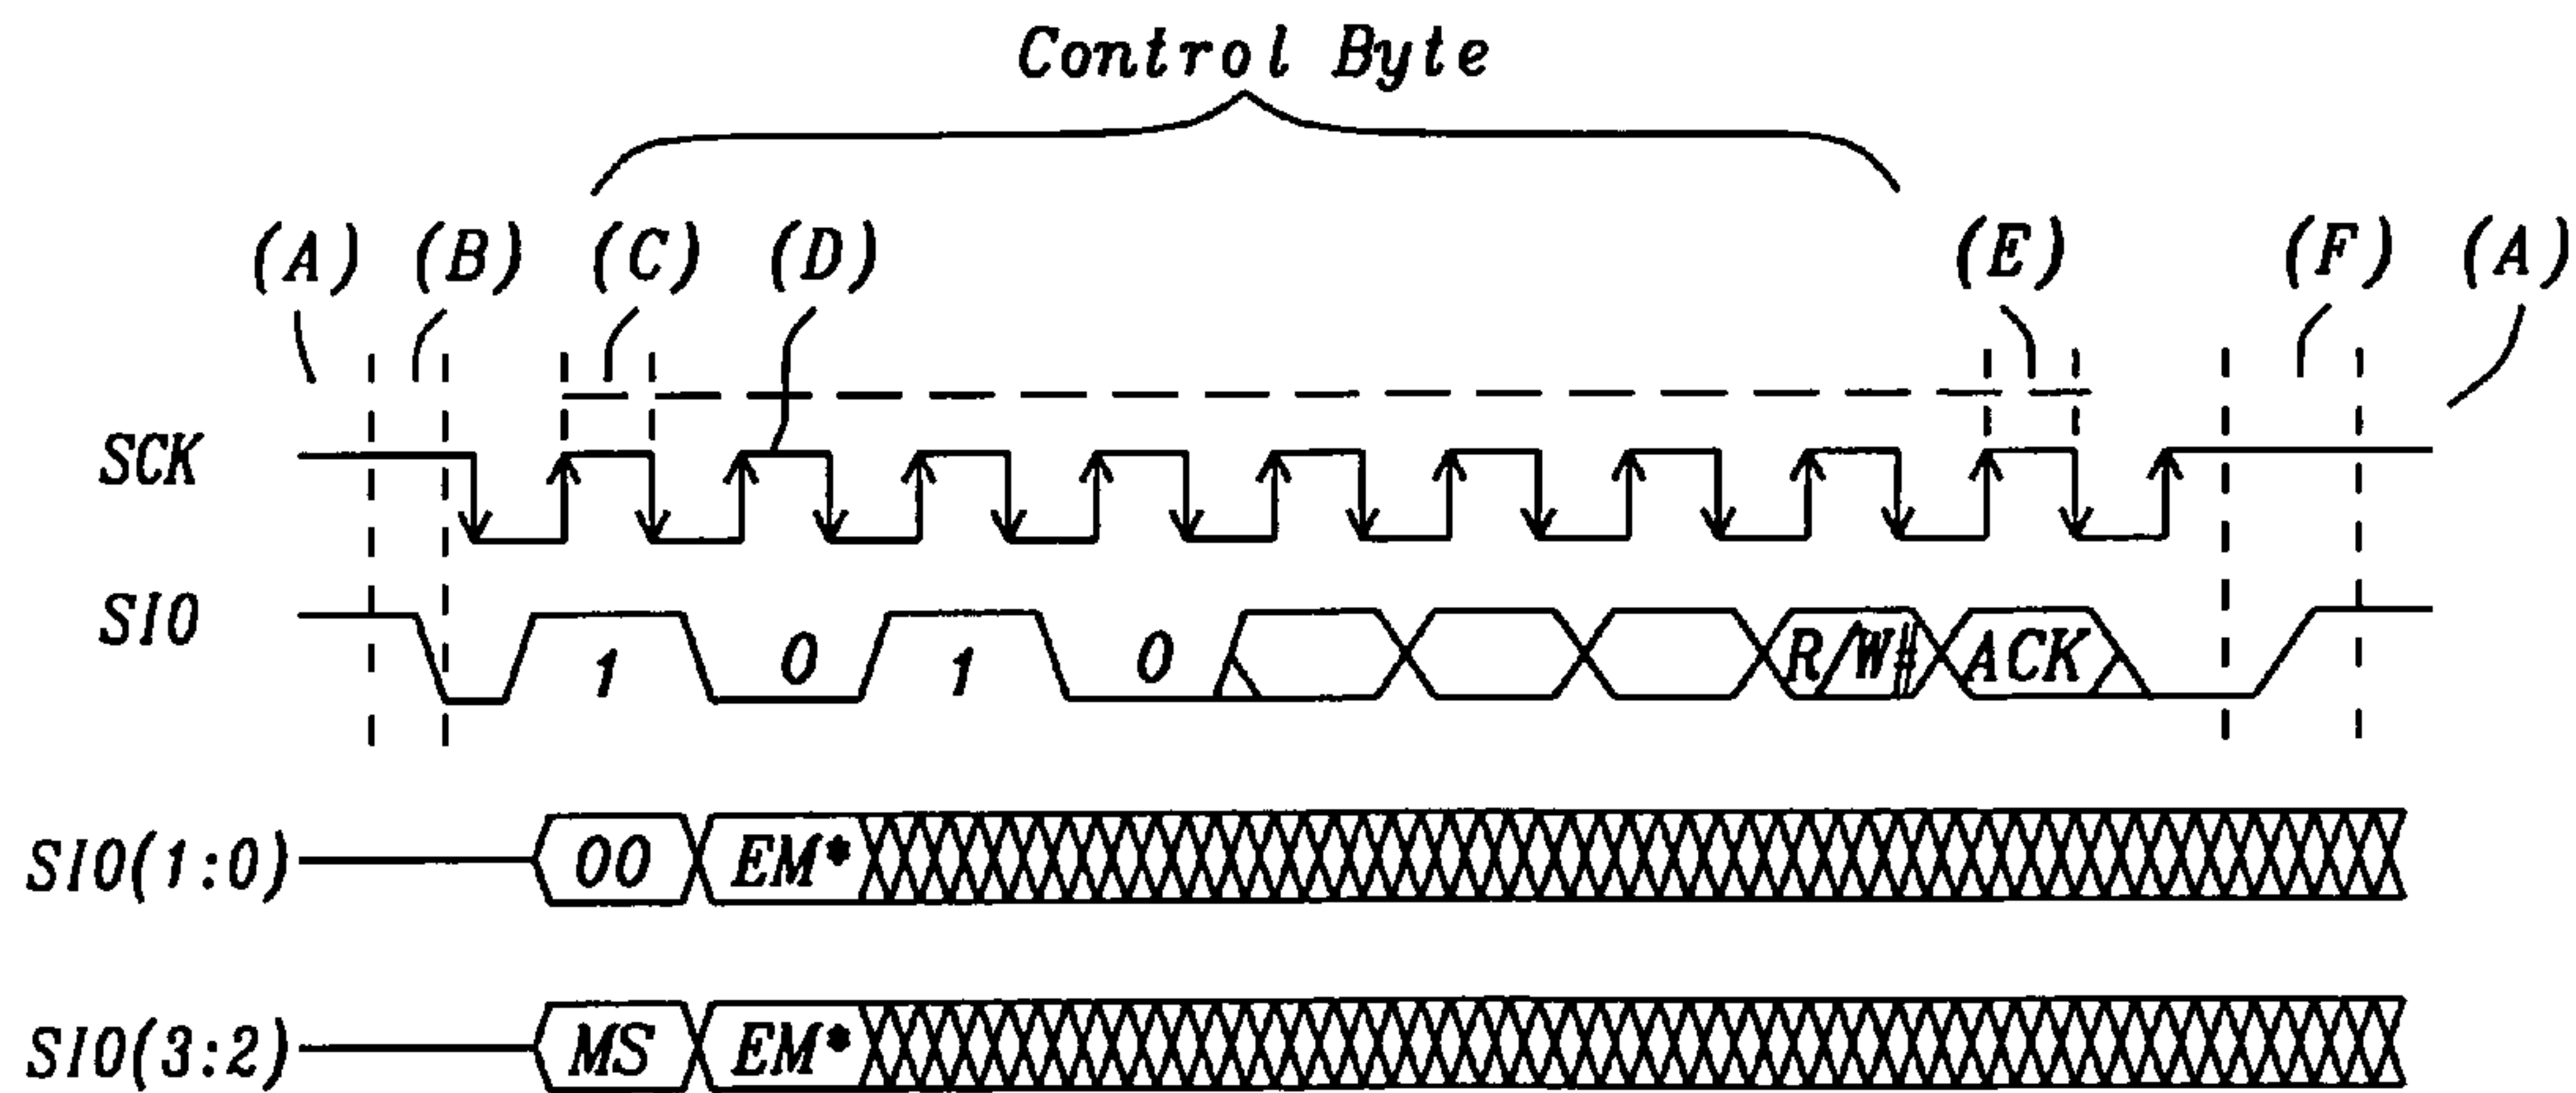 Control Byte
(A) (B) (C) (D) (E) (F) (A)
SCK
SIO 1 0 1 0 R/W# ACK
SIO(1:0) 00 EM*
SIO(3:2) MS EM*